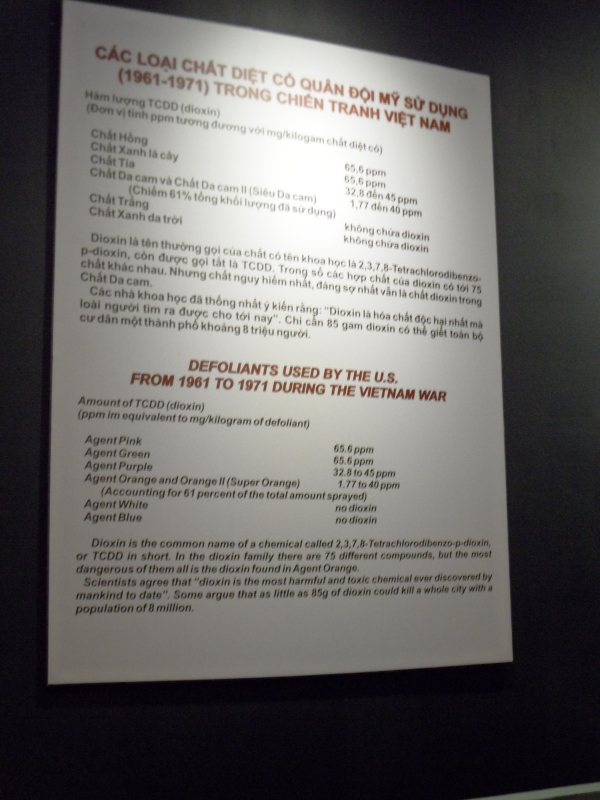 CÁC LOẠI CHẤT DIỆT CỎ QUÂN ĐỘI MỸ SỬ DỤNG
(1961-1971) TRONG CHIẾN TRANH VIỆT NAM
Hàm lượng TCDD (dioxin)
(Đơn vị tính ppm tương đương với mg/kilogam chất diệt cỏ)
Chất Hồng 65,6 ppm
Chất Xanh lá cây 65,6 ppm
Chất Tía 32,8 đến 45 ppm
Chất Da cam và Chất Da cam II (Siêu Da cam) 1,77 đến 40 ppm
(Chiếm 61% tổng khối lượng đã sử dụng)
Chất Trắng không chứa dioxin
Chất Xanh da trời không chứa dioxin
Dioxin là tên thường gọi của chất có tên khoa học là 2,3,7,8-Tetrachlorodibenzo-
p-dioxin, còn được gọi tắt là TCDD. Trong số các hợp chất của dioxin có tới 75
chất khác nhau. Nhưng chất nguy hiểm nhất, đáng sợ nhất vẫn là chất dioxin trong
Chất Da cam.
Các nhà khoa học đã thống nhất ý kiến rằng: "Dioxin là hóa chất độc hại nhất mà
loài người tìm ra được cho tới nay". Chỉ cần 85 gam dioxin có thể giết toàn bộ
cư dân một thành phố khoảng 8 triệu người.
DEFOLIANTS USED BY THE U.S.
FROM 1961 TO 1971 DURING THE VIETNAM WAR
Amount of TCDD (dioxin)
(ppm im equivalent to mg/kilogram of defoliant)
Agent Pink 65.6 ppm
Agent Green 65.6 ppm
Agent Purple 32.8 to 45 ppm
Agent Orange and Orange II (Super Orange) 1.77 to 40 ppm
(Accounting for 61 percent of the total amount sprayed)
Agent White no dioxin
Agent Blue no dioxin
Dioxin is the common name of a chemical called 2,3,7,8-Tetrachlorodibenzo-p-dioxin,
or TCDD in short. In the dioxin family there are 75 different compounds, but the most
dangerous of them all is the dioxin found in Agent Orange.
Scientists agree that "dioxin is the most harmful and toxic chemical ever discovered by
mankind to date". Some argue that as little as 85g of dioxin could kill a whole city with a
population of 8 million.